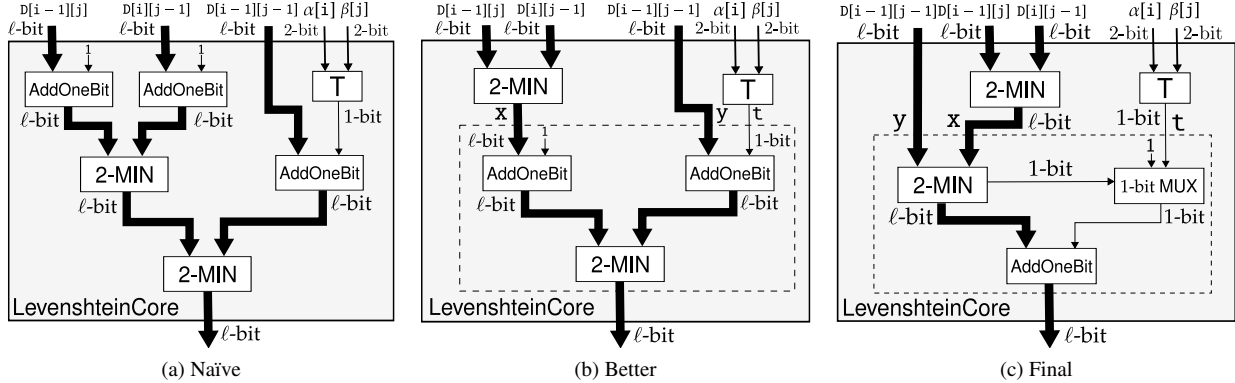 D[i − 1][j] D[i][j − 1] D[i − 1][j − 1] α[i] β[j]
ℓ-bit ℓ-bit ℓ-bit 2-bit 2-bit
1 1
AddOneBit AddOneBit T
ℓ-bit ℓ-bit 1-bit
2-MIN AddOneBit
ℓ-bit ℓ-bit
2-MIN
LevenshteinCore
ℓ-bit
(a) Naïve
D[i − 1][j] D[i][j − 1] D[i − 1][j − 1] α[i] β[j]
ℓ-bit ℓ-bit ℓ-bit 2-bit 2-bit
2-MIN T
x y t
ℓ-bit 1 1-bit
AddOneBit AddOneBit
ℓ-bit ℓ-bit
2-MIN
LevenshteinCore
ℓ-bit
(b) Better
D[i − 1][j − 1] D[i − 1][j] D[i][j − 1] α[i] β[j]
ℓ-bit ℓ-bit ℓ-bit 2-bit 2-bit
2-MIN T
y x ℓ-bit 1-bit t
1
2-MIN 1-bit 1-bit MUX
ℓ-bit 1-bit
AddOneBit
LevenshteinCore
ℓ-bit
(c) Final